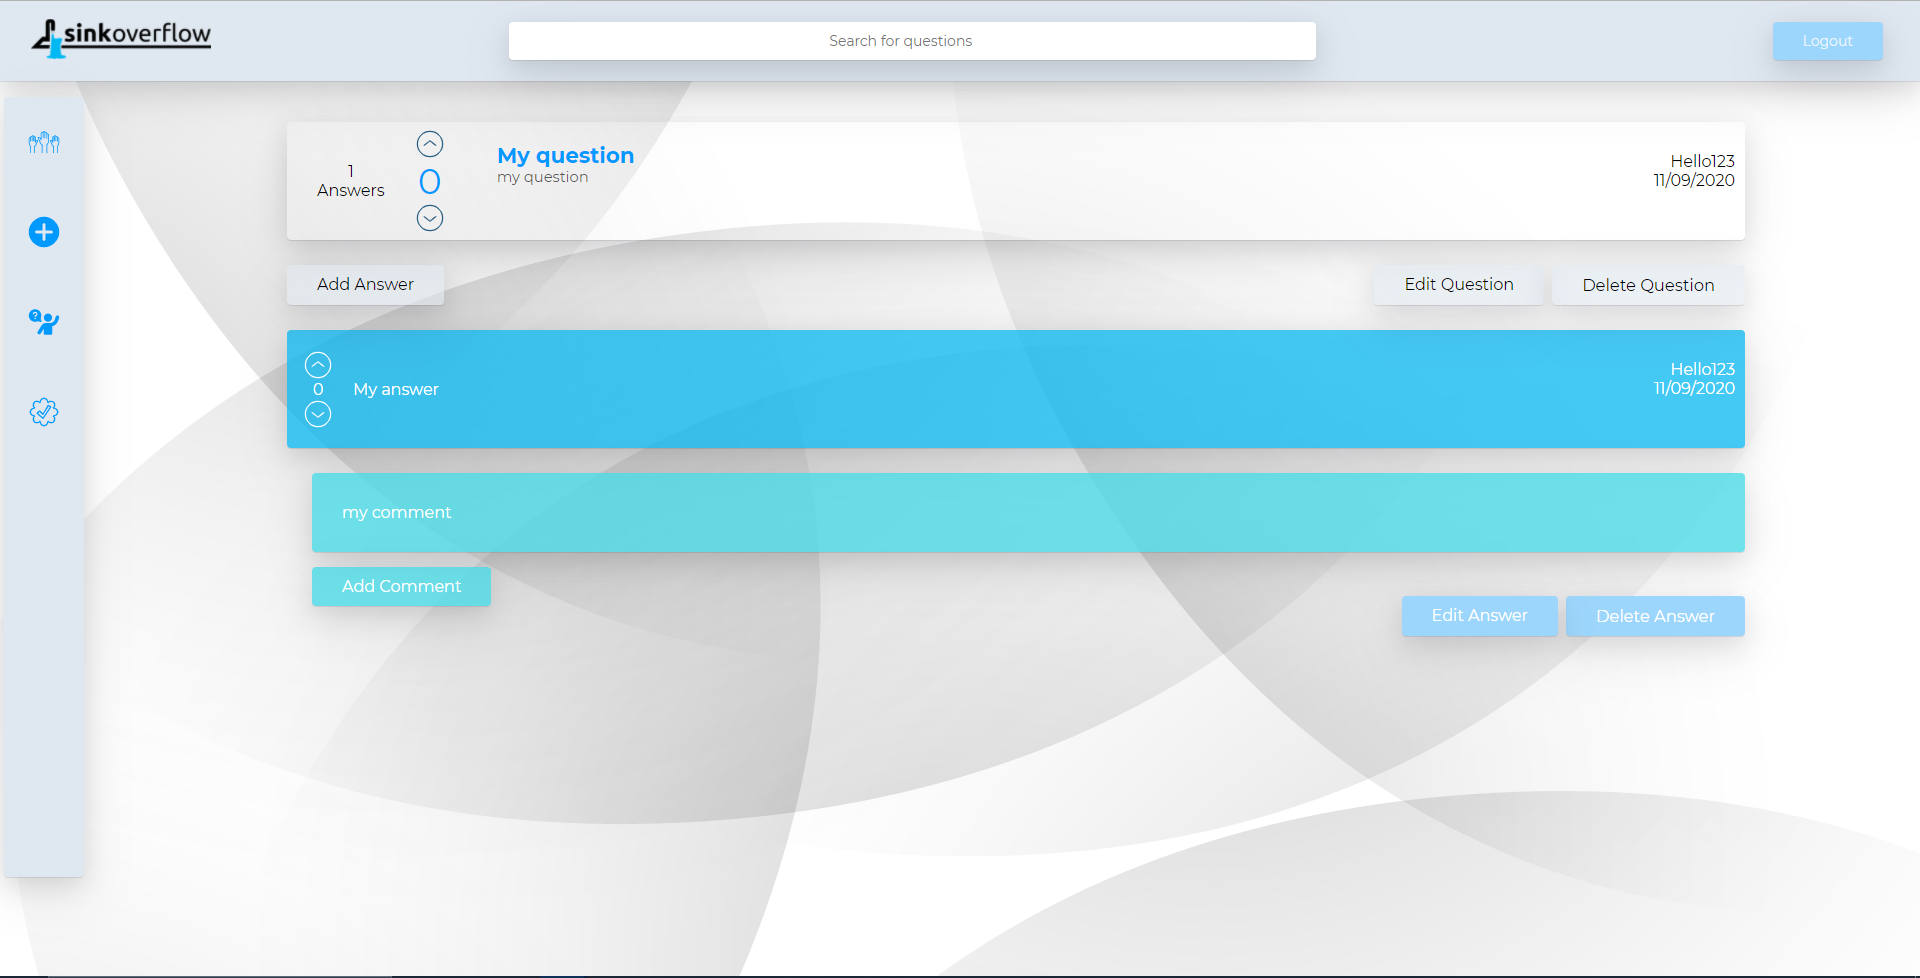 sinkoverflow
Search for questions
Logout
1
Answers
0
My question
my question
Hello123
11/09/2020
Add Answer
Edit Question
Delete Question
0
My answer
Hello123
11/09/2020
my comment
Add Comment
Edit Answer
Delete Answer
?